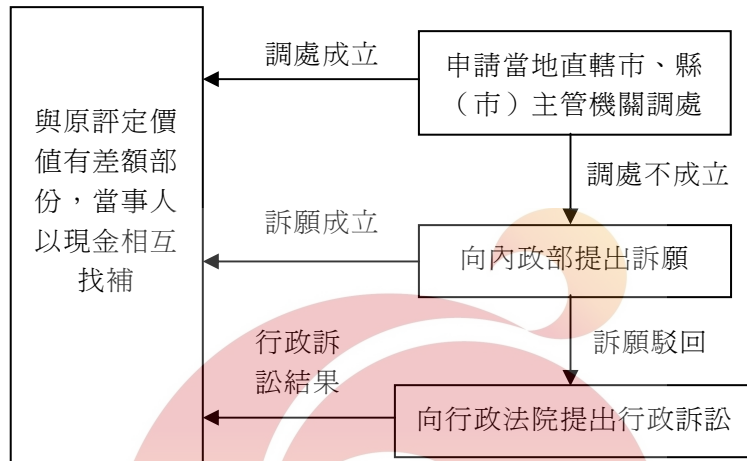 調處成立
申請當地直轄市、縣
（市）主管機關調處
與原評定價
值有差額部
份，當事人
以現金相互
找補
調處不成立
訴願成立
向內政部提出訴願
行政訴
訟結果
訴願駁回
向行政法院提出行政訴訟